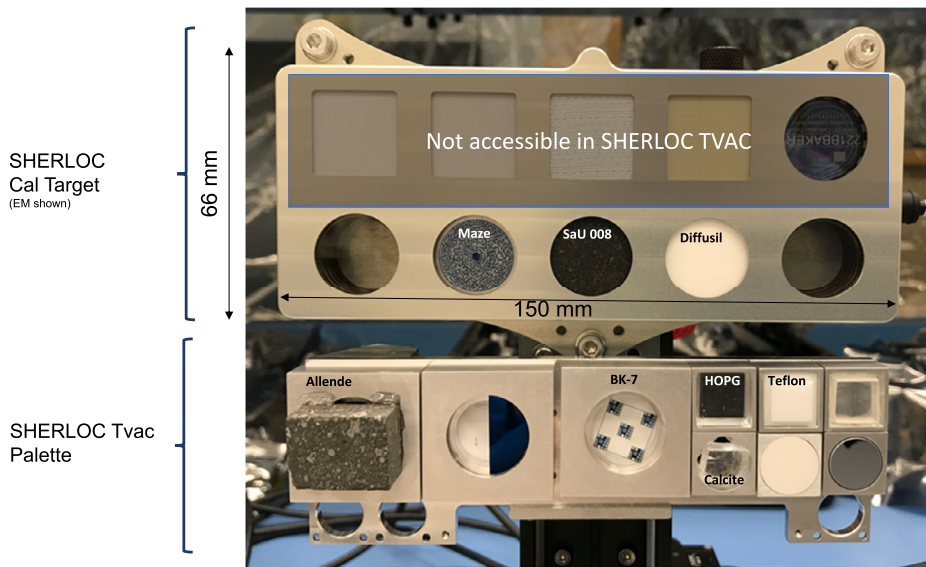 SHERLOC
Cal Target
(EM shown)
66 mm
Not accessible in SHERLOC TVAC
221BBAKER
Maze
SaU 008
Diffusil
150 mm
SHERLOC Tvac
Palette
Allende
BK-7
HOPG
Teflon
Calcite